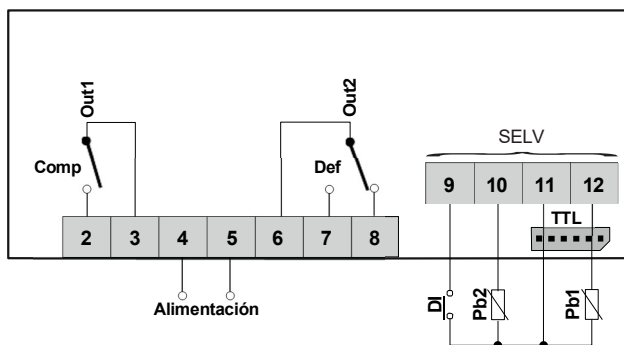 Out1
Out2
SELV
Comp
Def
9 10 11 12
TTL
2 3 4 5 6 7 8
Alimentación
DI
Pb2
Pb1